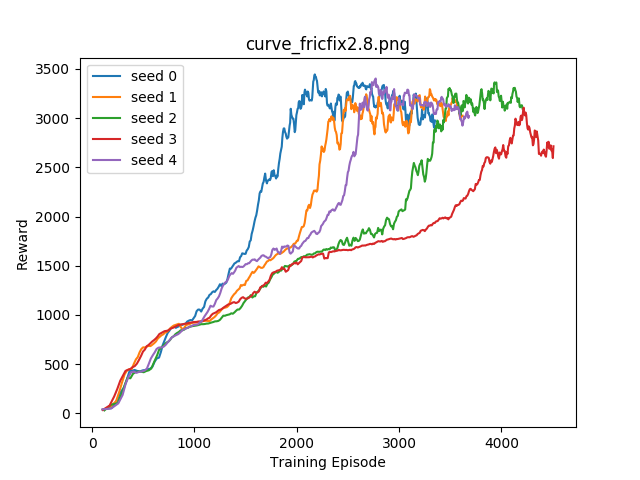 curve_fricfix2.8.png
seed 0
seed 1
seed 2
seed 3
seed 4
Reward
3500
3000
2500
2000
1500
1000
500
0
0 1000 2000 3000 4000
Training Episode